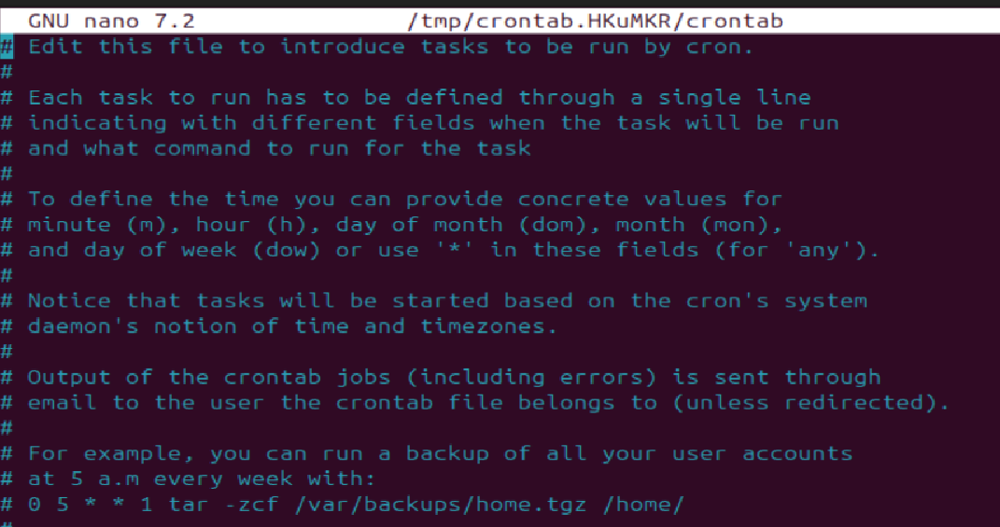 GNU nano 7.2 /tmp/crontab.HKuMKR/crontab
# Edit this file to introduce tasks to be run by cron.
#
# Each task to run has to be defined through a single line
# indicating with different fields when the task will be run
# and what command to run for the task
#
# To define the time you can provide concrete values for
# minute (m), hour (h), day of month (dom), month (mon),
# and day of week (dow) or use '*' in these fields (for 'any').
#
# Notice that tasks will be started based on the cron's system
# daemon's notion of time and timezones.
#
# Output of the crontab jobs (including errors) is sent through
# email to the user the crontab file belongs to (unless redirected).
#
# For example, you can run a backup of all your user accounts
# at 5 a.m every week with:
# 0 5 * * 1 tar -zcf /var/backups/home.tgz /home/
#